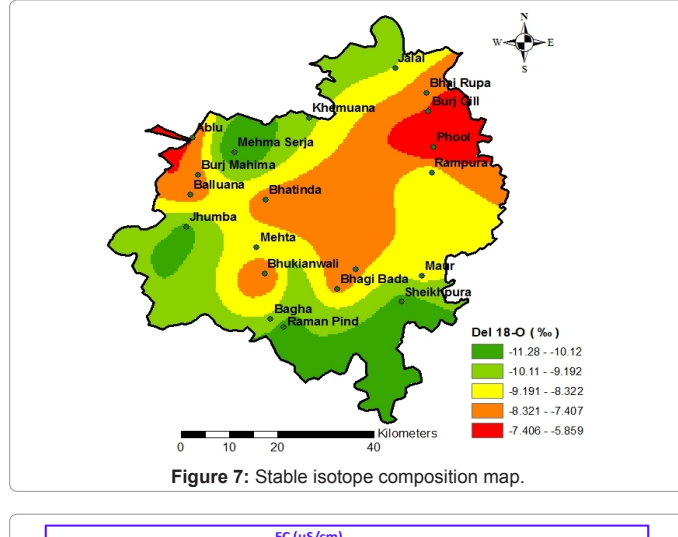 N
W
E
S
Jalal
Bhai Rupa
Burj Gill
Khemuana
Ablu
Phool
Mehma Serja
Burj Mahima
Rampura
Balluana
Bhatinda
Jhumba
Mehta
Bhukianwali
Maur
Bhagi Bada
Sheikhpura
Bagha
Raman Pind
Del 18-O ( ‰ )
-11.28 - -10.12
-10.11 - -9.192
-9.191 - -8.322
-8.321 - -7.407
-7.406 - -5.859
Kilometers
0 10 20 40
Figure 7: Stable isotope composition map.
EC (µS/cm)